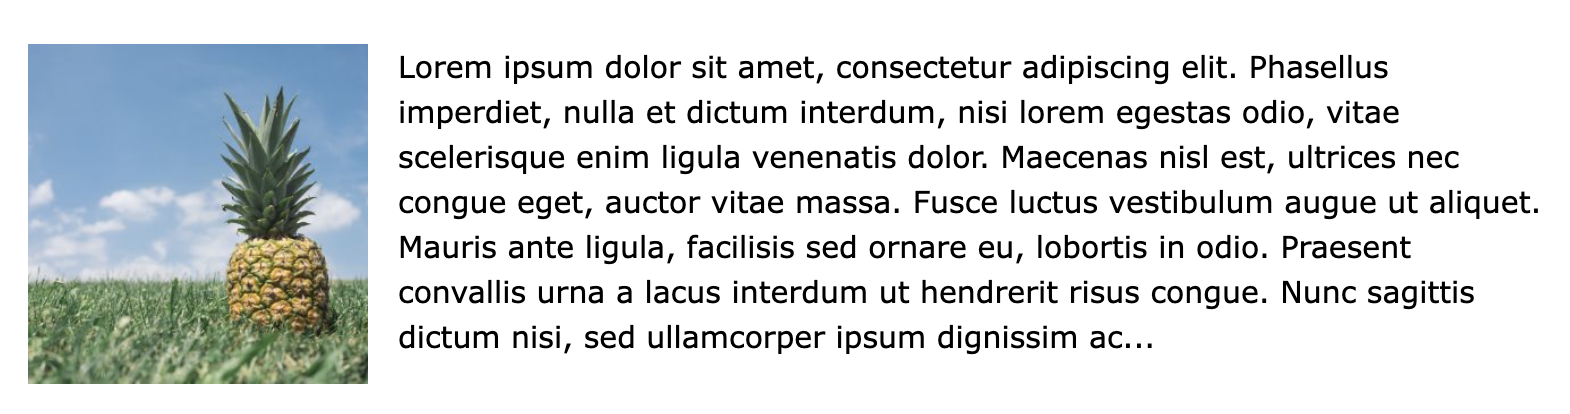 Lorem ipsum dolor sit amet, consectetur adipiscing elit. Phasellus
imperdiet, nulla et dictum interdum, nisi lorem egestas odio, vitae
scelerisque enim ligula venenatis dolor. Maecenas nisl est, ultrices nec
congue eget, auctor vitae massa. Fusce luctus vestibulum augue ut aliquet.
Mauris ante ligula, facilisis sed ornare eu, lobortis in odio. Praesent
convallis urna a lacus interdum ut hendrerit risus congue. Nunc sagittis
dictum nisi, sed ullamcorper ipsum dignissim ac...